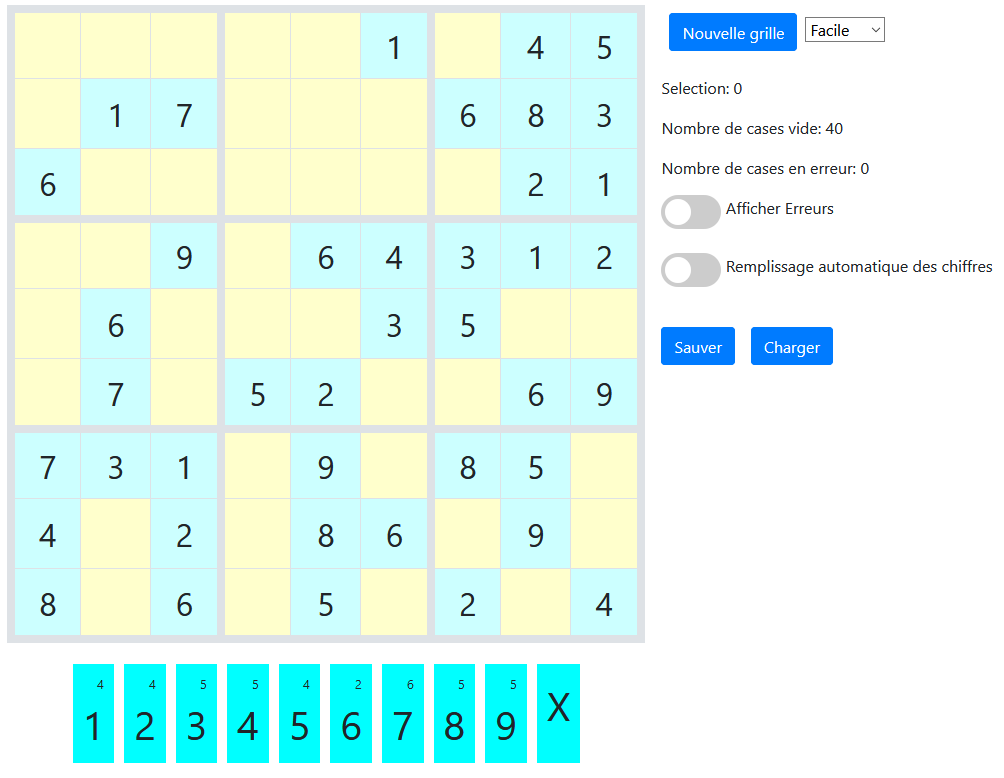 1 4 5
1 7 6 8 3
6 2 1
9 6 4 3 1 2
6 3 5
7 5 2 6 9
7 3 1 9 8 5
4 2 8 6 9
8 6 5 2 4
4 4 5 5 4 2 6 5 5
1 2 3 4 5 6 7 8 9 X
Nouvelle grille Facile
Selection: 0
Nombre de cases vide: 40
Nombre de cases en erreur: 0
Afficher Erreurs
Remplissage automatique des chiffres
Sauver Charger